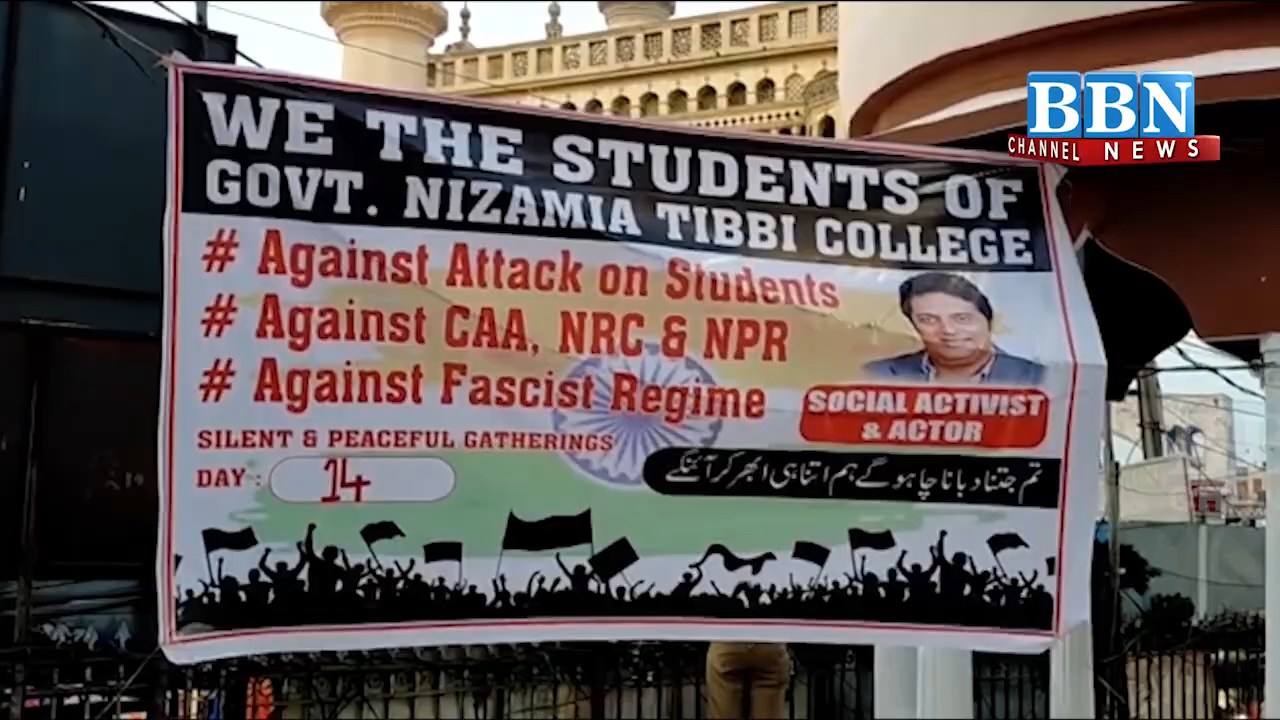 BBN
CHANNEL NEWS
WE THE STUDENTS OF
GOVT. NIZAMIA TIBBI COLLEGE
# Against Attack on Students
# Against CAA, NRC & NPR
# Against Fascist Regime
SOCIAL ACTIVIST
& ACTOR
SILENT & PEACEFUL GATHERINGS
DAY : 14
تم جتنا دبانا چاہو گے ہم اتنا ہی ابھر کر آئینگے